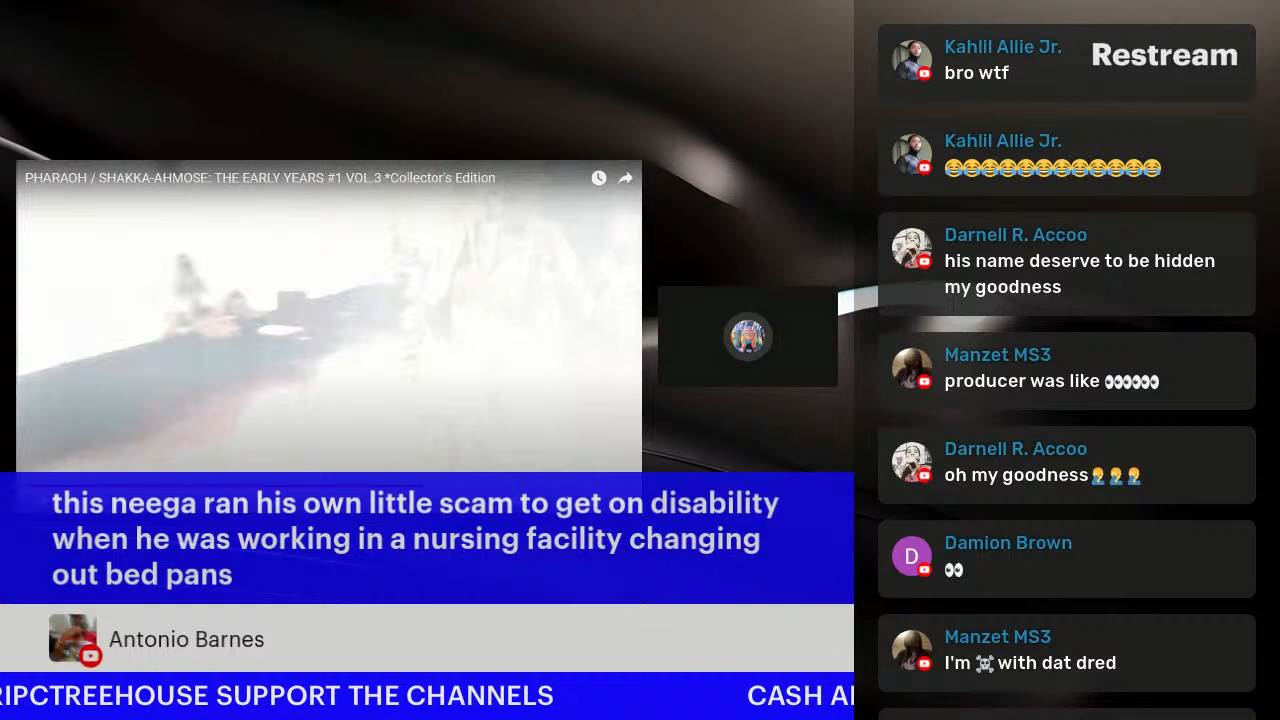 PHARAOH / SHAKKA-AHMOSE: THE EARLY YEARS #1 VOL.3 *Collector's Edition
this neega ran his own little scam to get on disability
when he was working in a nursing facility changing
out bed pans
Antonio Barnes
RIPCTREEHOUSE SUPPORT THE CHANNELS
CASH A
Restream
Kahlil Allie Jr.
bro wtf
Kahlil Allie Jr.
😂😂😂😂😂😂😂😂😂😂😂😂
Darnell R. Accoo
his name deserve to be hidden
my goodness
Manzet MS3
producer was like 👀👀👀👀👀
Darnell R. Accoo
oh my goodness🤦‍♂️🤦‍♂️🤦‍♂️
D
Damion Brown
👀
Manzet MS3
I'm ☠️with dat dred